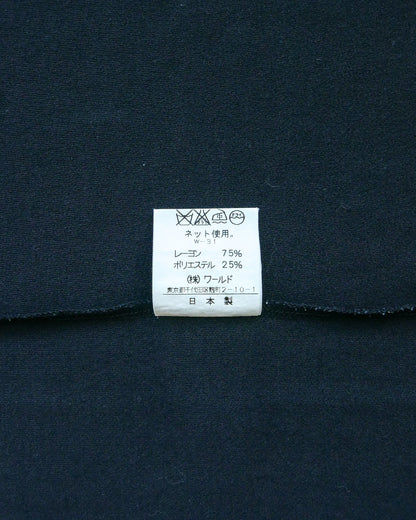 ネット使用。
W-31
レーヨン 75%
ポリエステル 25%
(株) ワールド
東京都千代田区麹町2-10-1
日本製